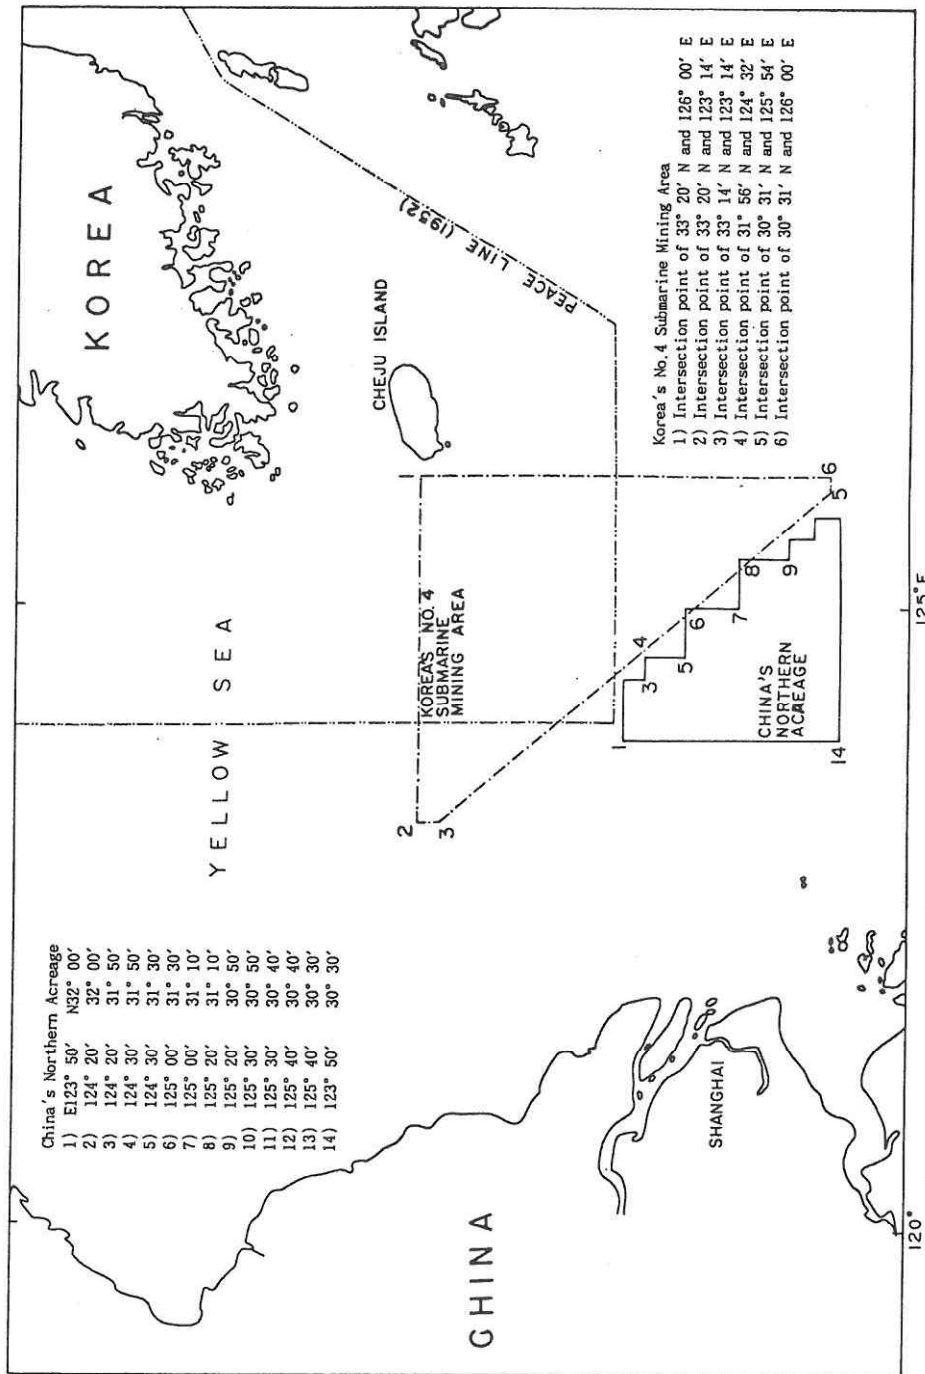 China's Northern Acreage
1) E123° 50′ N32° 00′
2) 124° 20′ 32° 00′
3) 124° 20′ 31° 50′
4) 124° 30′ 31° 50′
5) 124° 30′ 31° 30′
6) 125° 00′ 31° 30′
7) 125° 00′ 31° 10′
8) 125° 20′ 31° 10′
9) 125° 20′ 30° 50′
10) 125° 30′ 30° 50′
11) 125° 30′ 30° 40′
12) 125° 40′ 30° 40′
13) 125° 40′ 30° 30′
14) 123° 50′ 30° 30′
KOREA
YELLOW SEA
CHEJU ISLAND
PEACE LINE (1952)
2
3
KOREA'S NO. 4
SUBMARINE
MINING AREA
CHINA
SHANGHAI
1
3
4
5
6
7
8
9
5
6
14
CHINA'S
NORTHERN
ACREAGE
Korea's No.4 Submarine Mining Area
1) Intersection point of 33° 20′ N and 126° 00′ E
2) Intersection point of 33° 20′ N and 123° 14′ E
3) Intersection point of 33° 14′ N and 123° 14′ E
4) Intersection point of 31° 56′ N and 124° 32′ E
5) Intersection point of 30° 31′ N and 125° 54′ E
6) Intersection point of 30° 31′ N and 126° 00′ E
120°
125°E